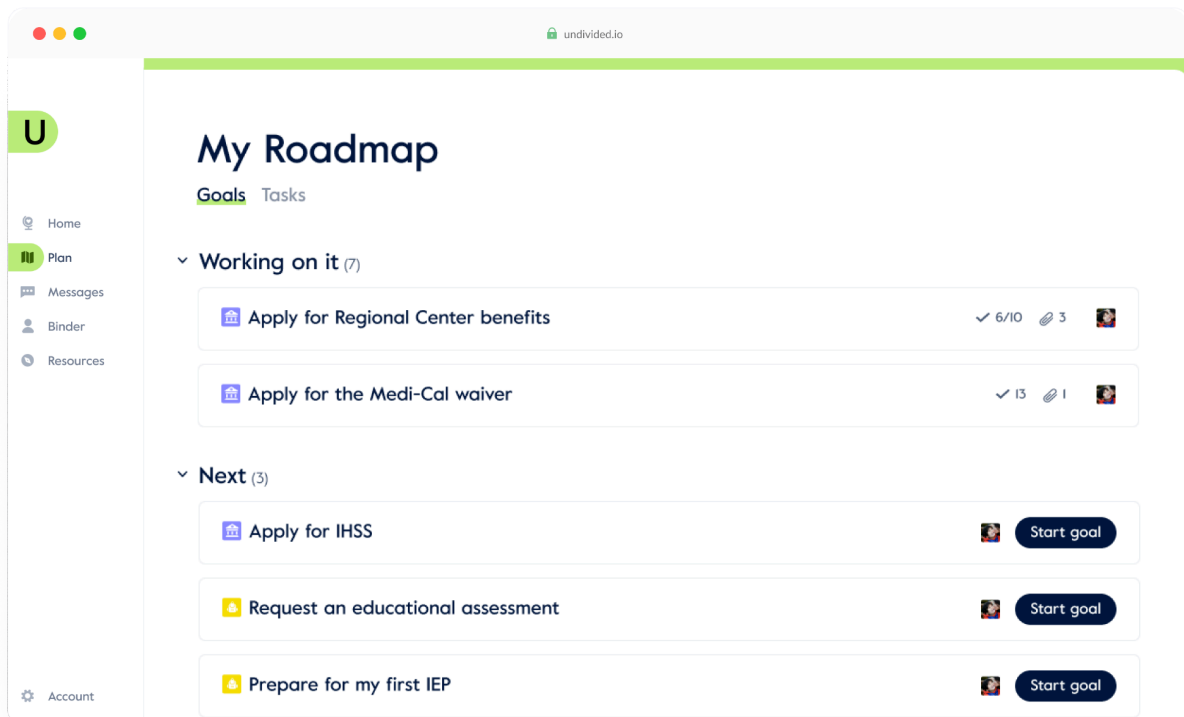 undivided.io
U
My Roadmap
Goals Tasks
Home
Plan
Messages
Binder
Resources
Account
Working on it (7)
Apply for Regional Center benefits 6/10 3
Apply for the Medi-Cal waiver 13 1
Next (3)
Apply for IHSS Start goal
Request an educational assessment Start goal
Prepare for my first IEP Start goal